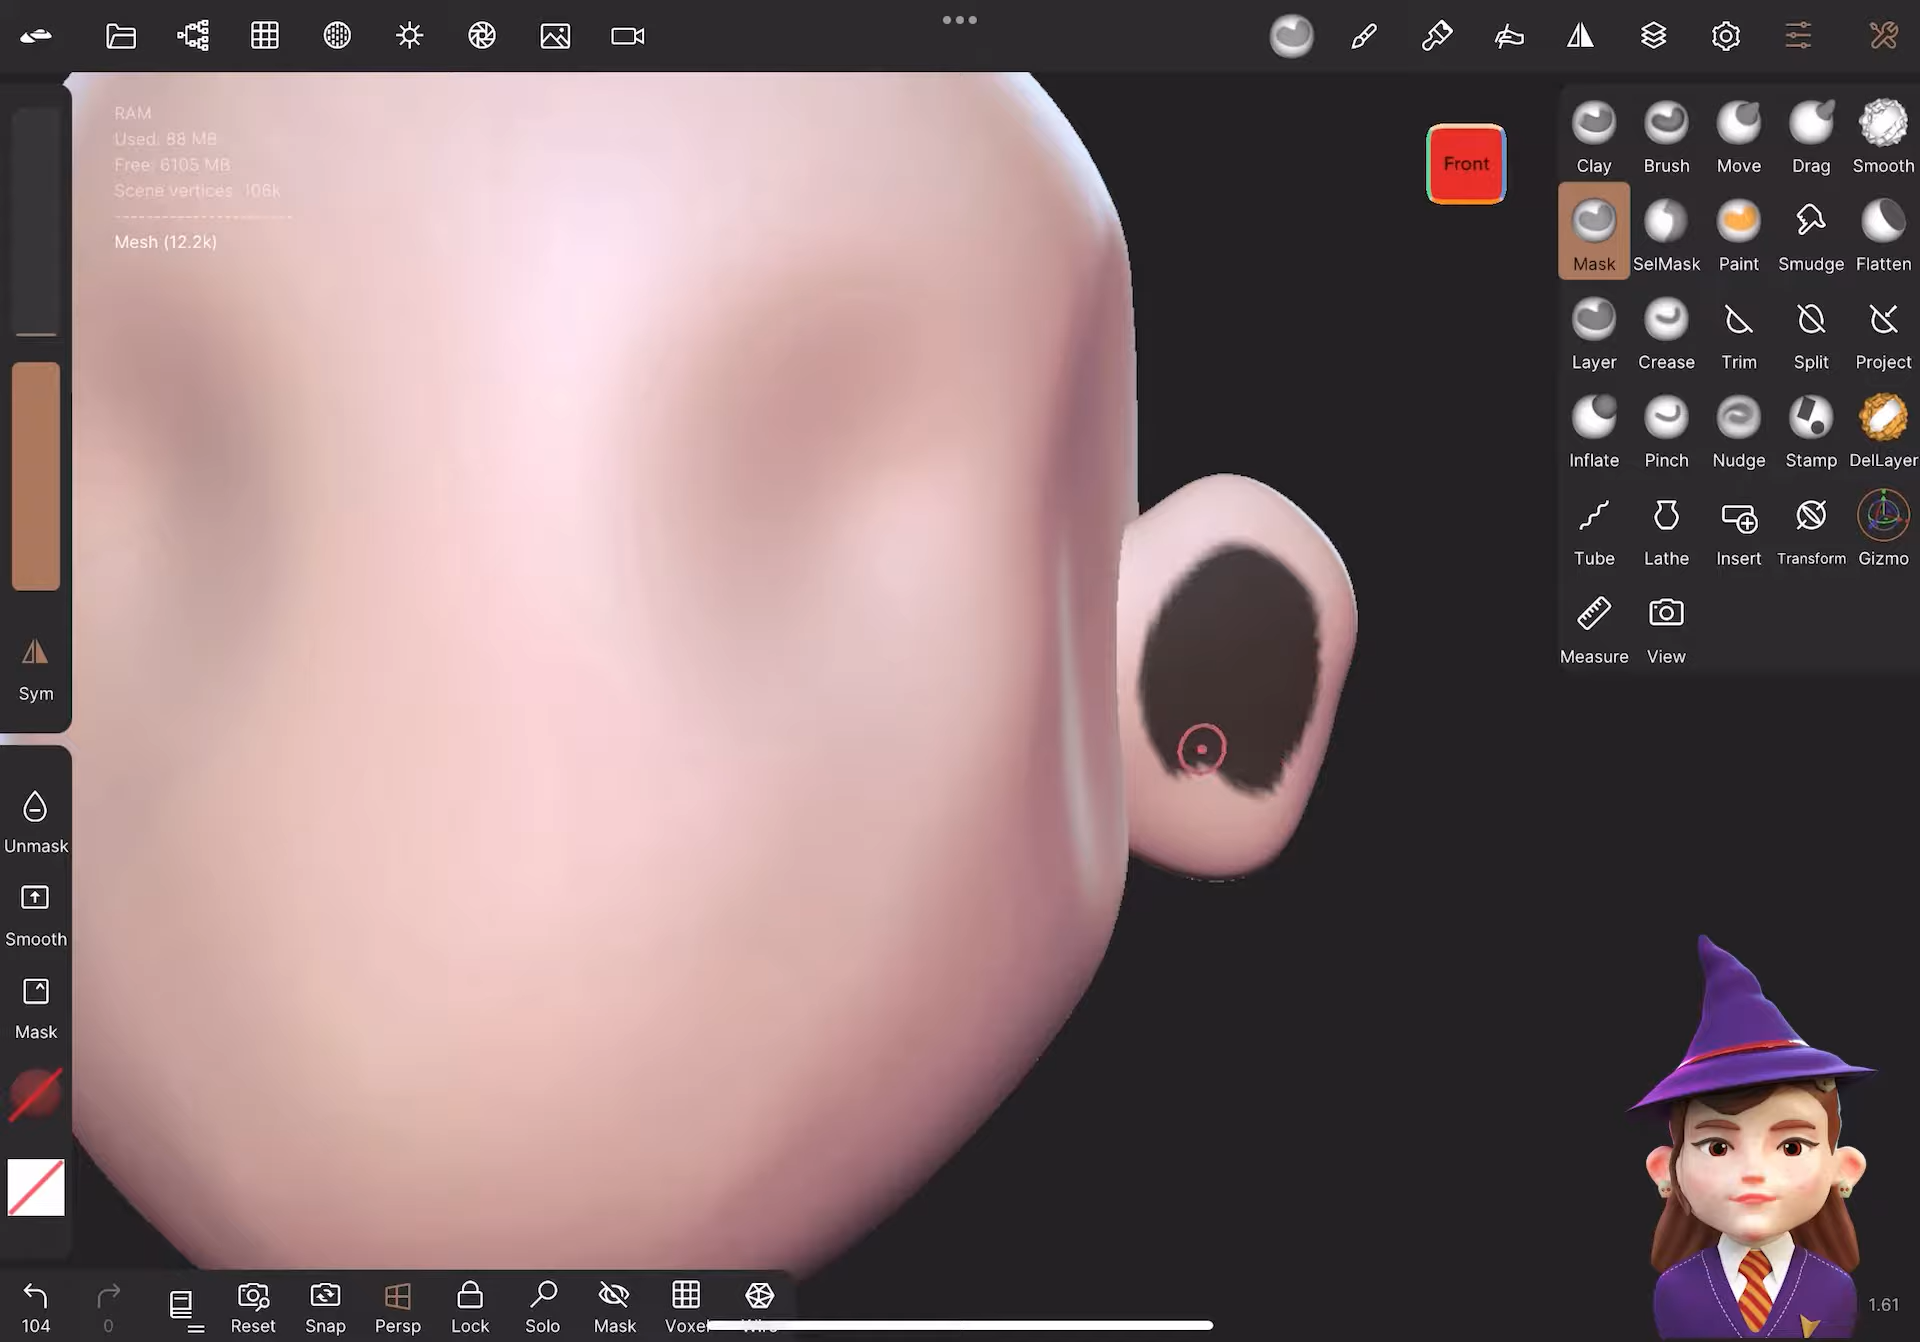 RAM
Used: 88 MB
Free: 6105 MB
Scene vertices: 106k
Mesh (12.2k)
Front
Clay Brush Move Drag Smooth
Mask SelMask Paint Smudge Flatten
Layer Crease Trim Split Project
Inflate Pinch Nudge Stamp DelLayer
Tube Lathe Insert Transform Gizmo
Measure View
Sym
Unmask
Smooth
Mask
104 0 Reset Snap Persp Lock Solo Mask Voxel Wire
1.61